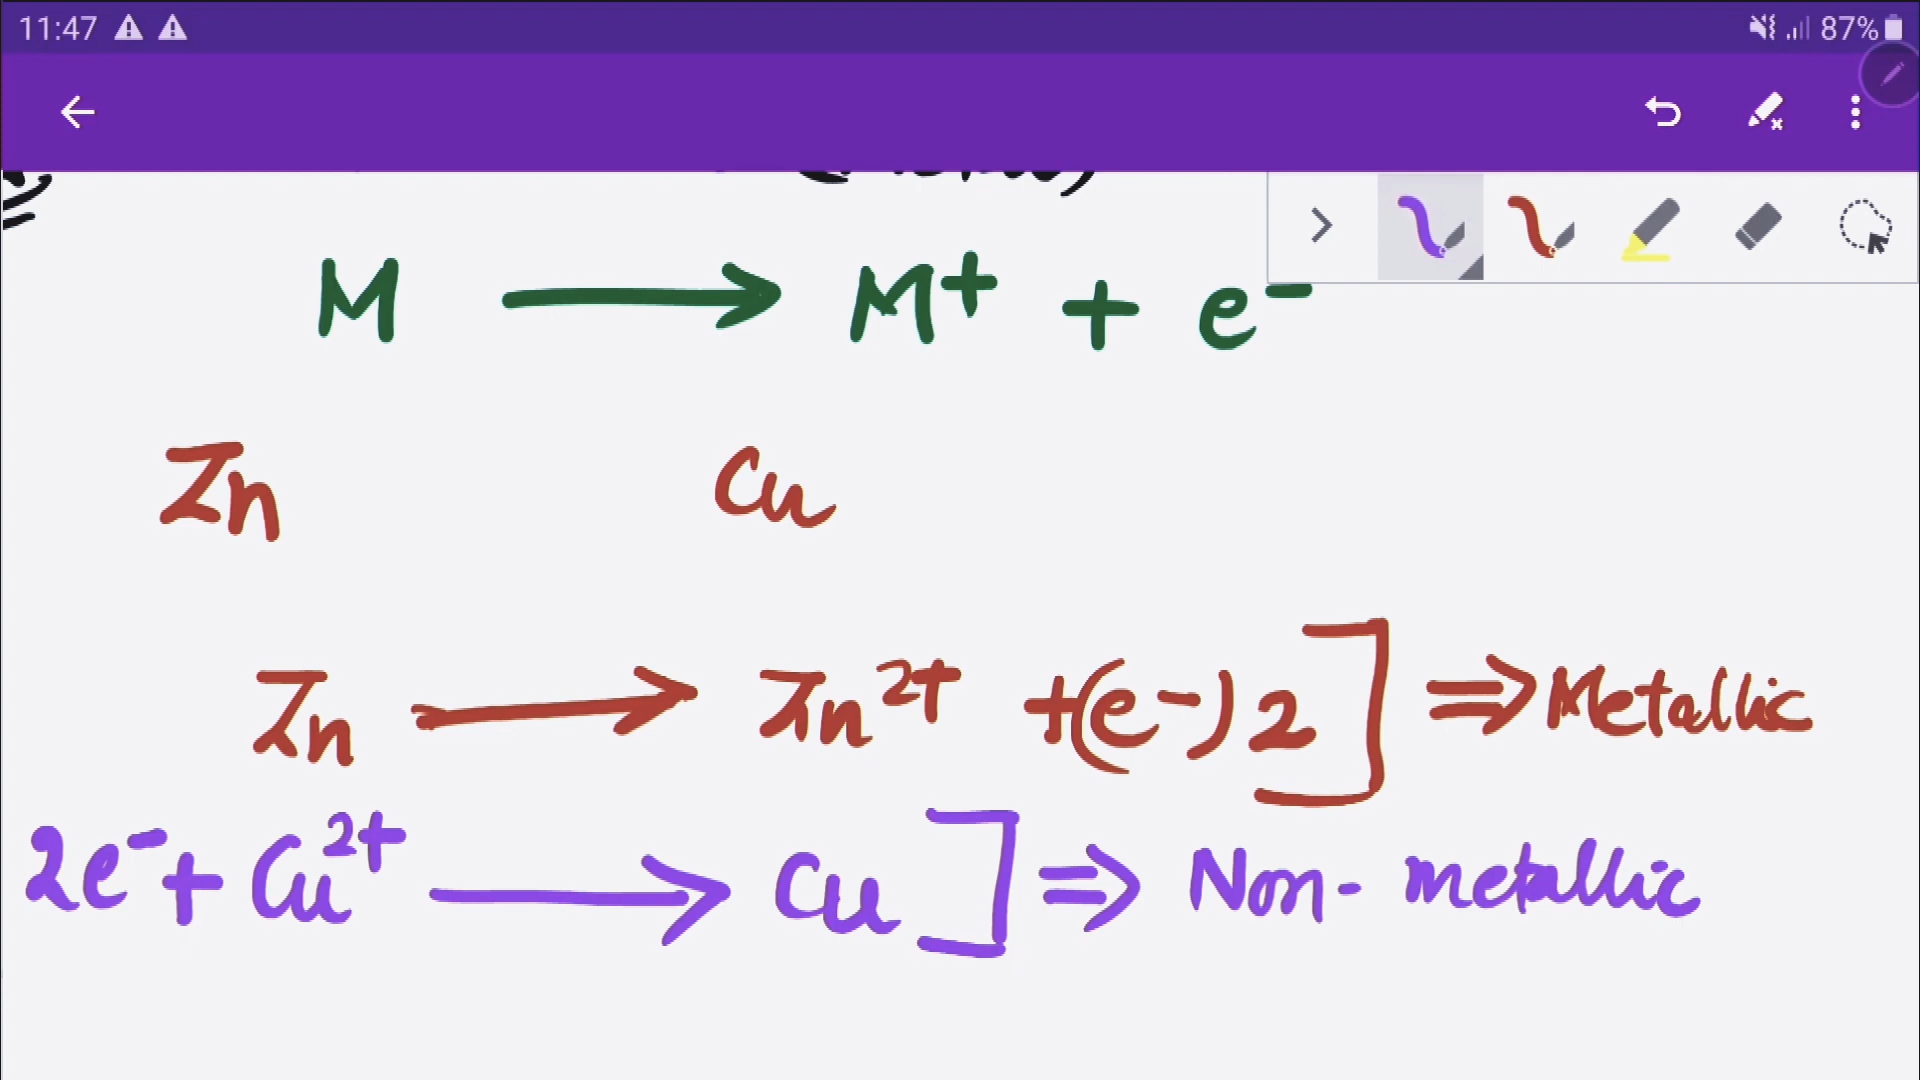 11:47 87%
M ⟶ M+ + e−
Zn Cu
Zn ⟶ Zn²⁺ +(e−)2] ⇒ Metallic
2e⁻ + Cu²⁺ ⟶ Cu] ⇒ Non-metallic